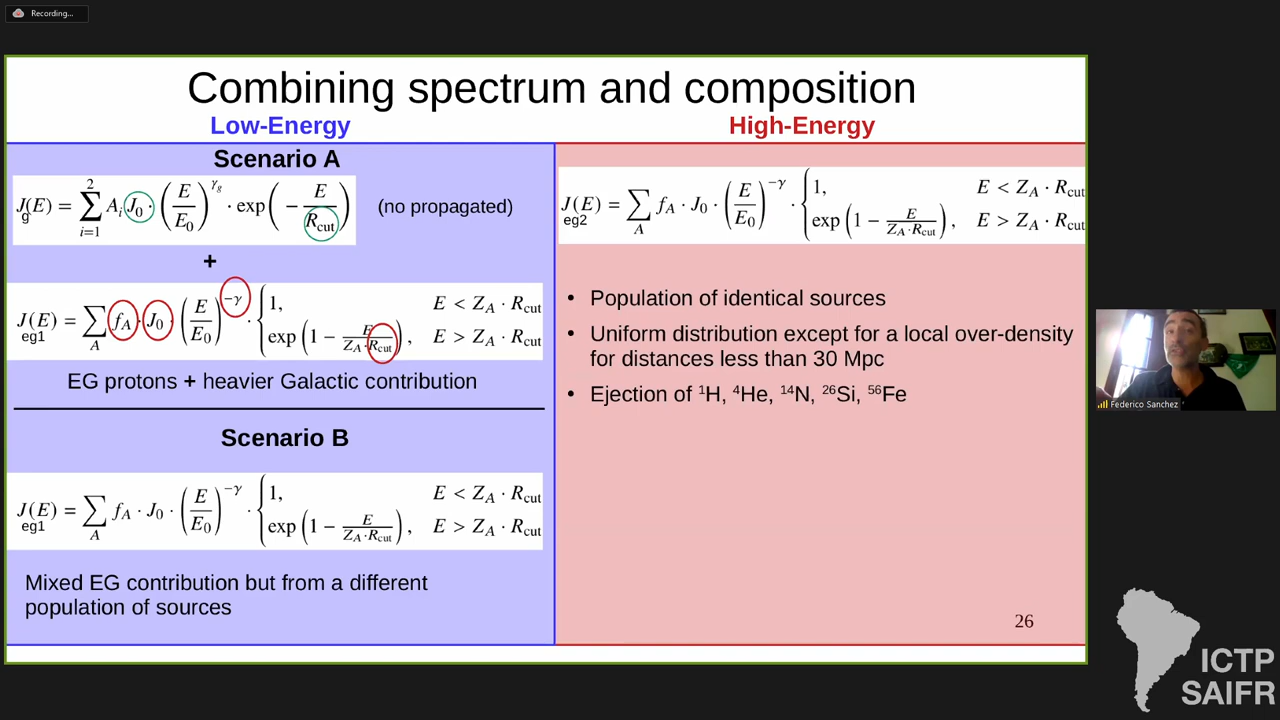 Recording...
Combining spectrum and composition
Low-Energy
Scenario A
J_g(E) = \sum_{i=1}^{2} A_i J_0 · (E/E_0)^{γ_g} · exp(− E/R_cut)
(no propagated)
+
J_eg1(E) = \sum_A f_A · J_0 · (E/E_0)^{−γ} · { 1, E < Z_A · R_cut
exp(1 − E/(Z_A·R_cut)), E > Z_A · R_cut
EG protons + heavier Galactic contribution
Scenario B
J_eg1(E) = \sum_A f_A · J_0 · (E/E_0)^{−γ} · { 1, E < Z_A · R_cut
exp(1 − E/(Z_A·R_cut)), E > Z_A · R_cut
Mixed EG contribution but from a different
population of sources
High-Energy
J_eg2(E) = \sum_A f_A · J_0 · (E/E_0)^{−γ} · { 1, E < Z_A · R_cut
exp(1 − E/(Z_A·R_cut)), E > Z_A · R_cut
• Population of identical sources
• Uniform distribution except for a local over-density
for distances less than 30 Mpc
• Ejection of ¹H, ⁴He, ¹⁴N, ²⁶Si, ⁵⁶Fe
26
Federico Sanchez
ICTP
SAIFR